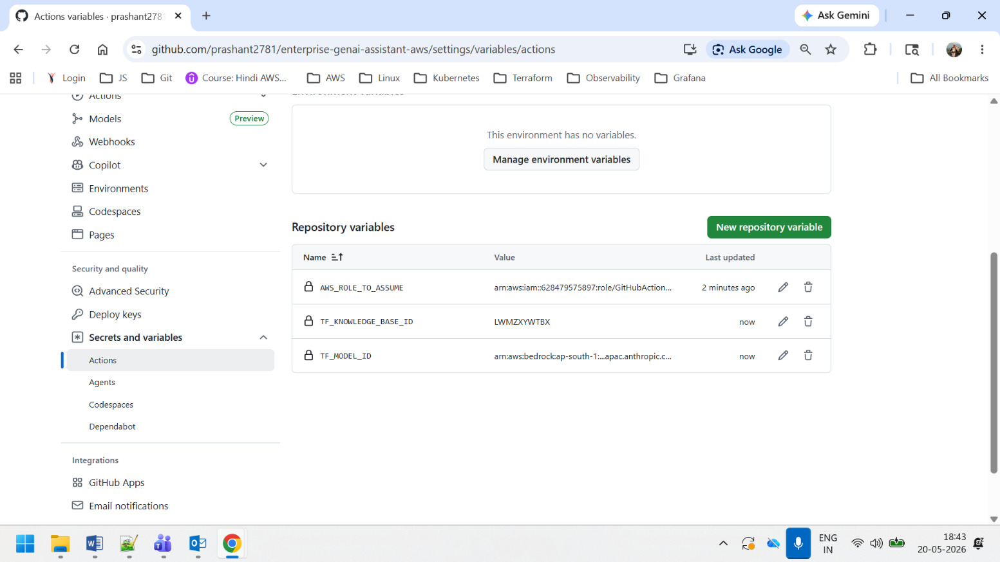 Actions variables · prashant278
Ask Gemini
github.com/prashant2781/enterprise-genai-assistant-aws/settings/variables/actions
Ask Google
Login
JS
Git
Course: Hindi AWS...
AWS
Linux
Kubernetes
Terraform
Observability
Grafana
All Bookmarks
Actions
Environment variables
Models
Preview
Webhooks
Copilot
Environments
Codespaces
Pages
Security and quality
Advanced Security
Deploy keys
Secrets and variables
Actions
Agents
Codespaces
Dependabot
Integrations
GitHub Apps
Email notifications
This environment has no variables.
Manage environment variables
Repository variables
New repository variable
Name Value Last updated
AWS_ROLE_TO_ASSUME arn:aws:iam::628479575897:role/GitHubAction... 2 minutes ago
TF_KNOWLEDGE_BASE_ID LWMZXYWTBX now
TF_MODEL_ID arn:aws:bedrock:ap-south-1:...apac.anthropic.c... now
ENG
IN
18:43
20-05-2026